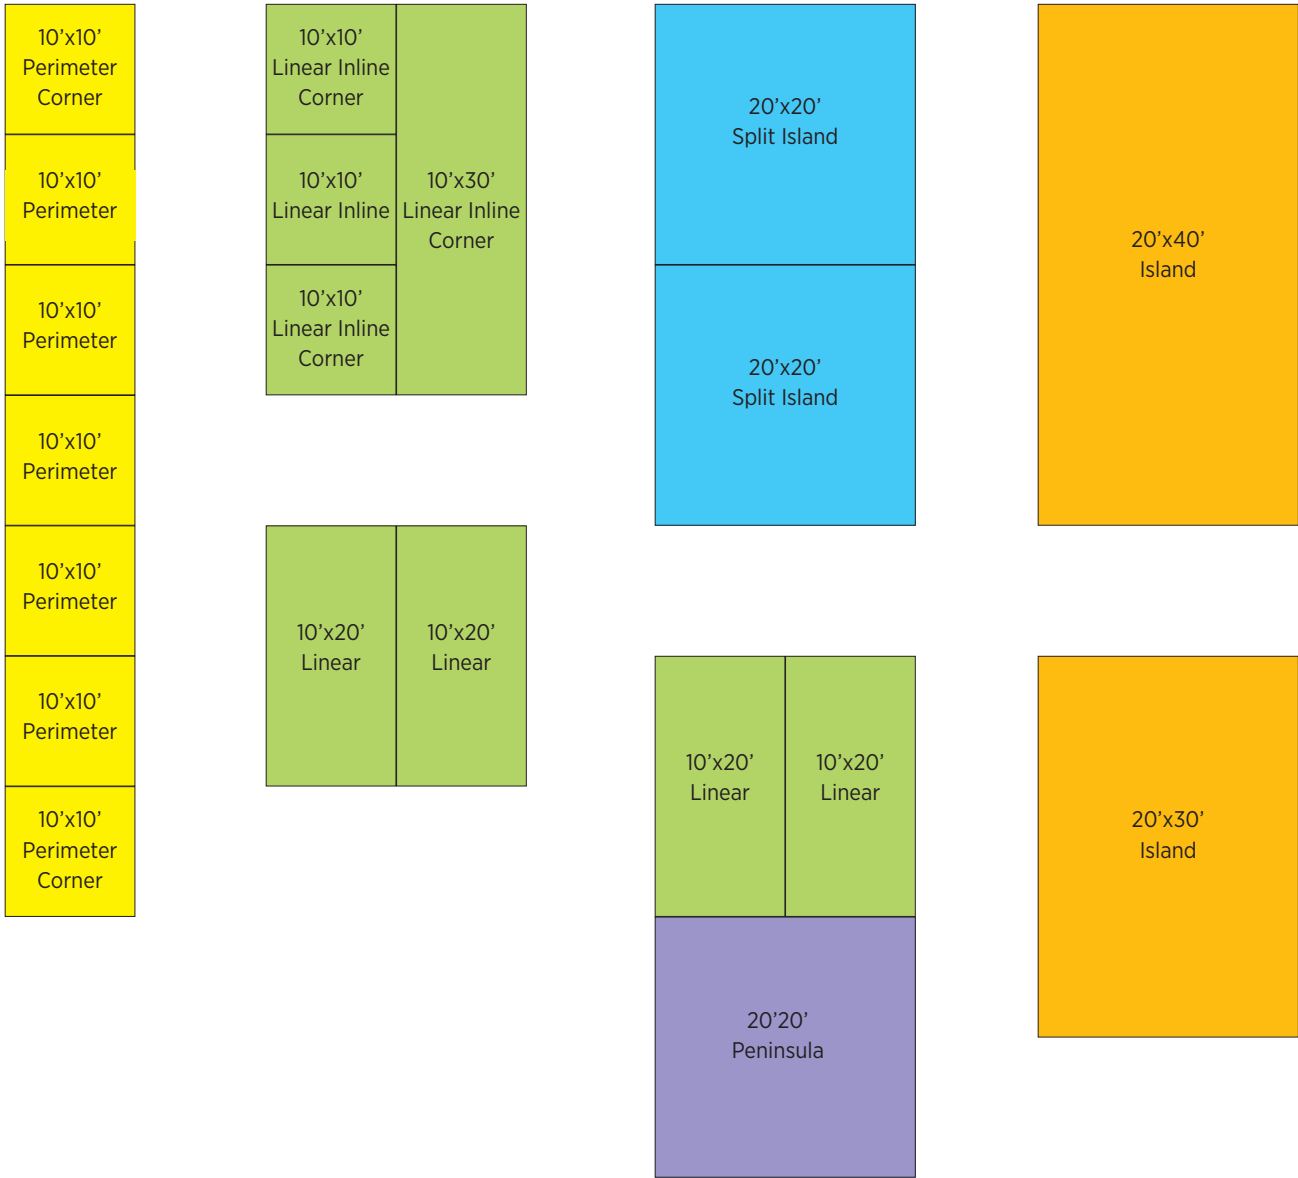 10’x10’
Perimeter
Corner
10’x10’
Perimeter
10’x10’
Perimeter
10’x10’
Perimeter
10’x10’
Perimeter
10’x10’
Perimeter
10’x10’
Perimeter
Corner
10’x10’
Linear Inline
Corner
10’x10’
Linear Inline
10’x10’
Linear Inline
Corner
10’x30’
Linear Inline
Corner
10’x20’
Linear
10’x20’
Linear
20’x20’
Split Island
20’x20’
Split Island
10’x20’
Linear
10’x20’
Linear
20’20’
Peninsula
20’x40’
Island
20’x30’
Island